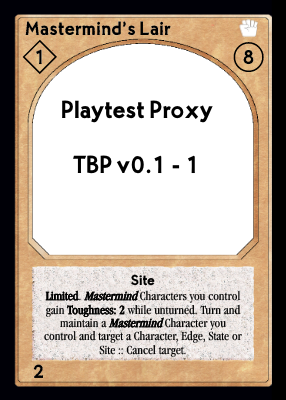 Mastermind's Lair
1
8
Playtest Proxy
TBP v0.1 - 1
Site
Limited. Mastermind Characters you control
gain Toughness: 2 while unturned. Turn and
maintain a Mastermind Character you
control and target a Character, Edge, State or
Site :: Cancel target.
2